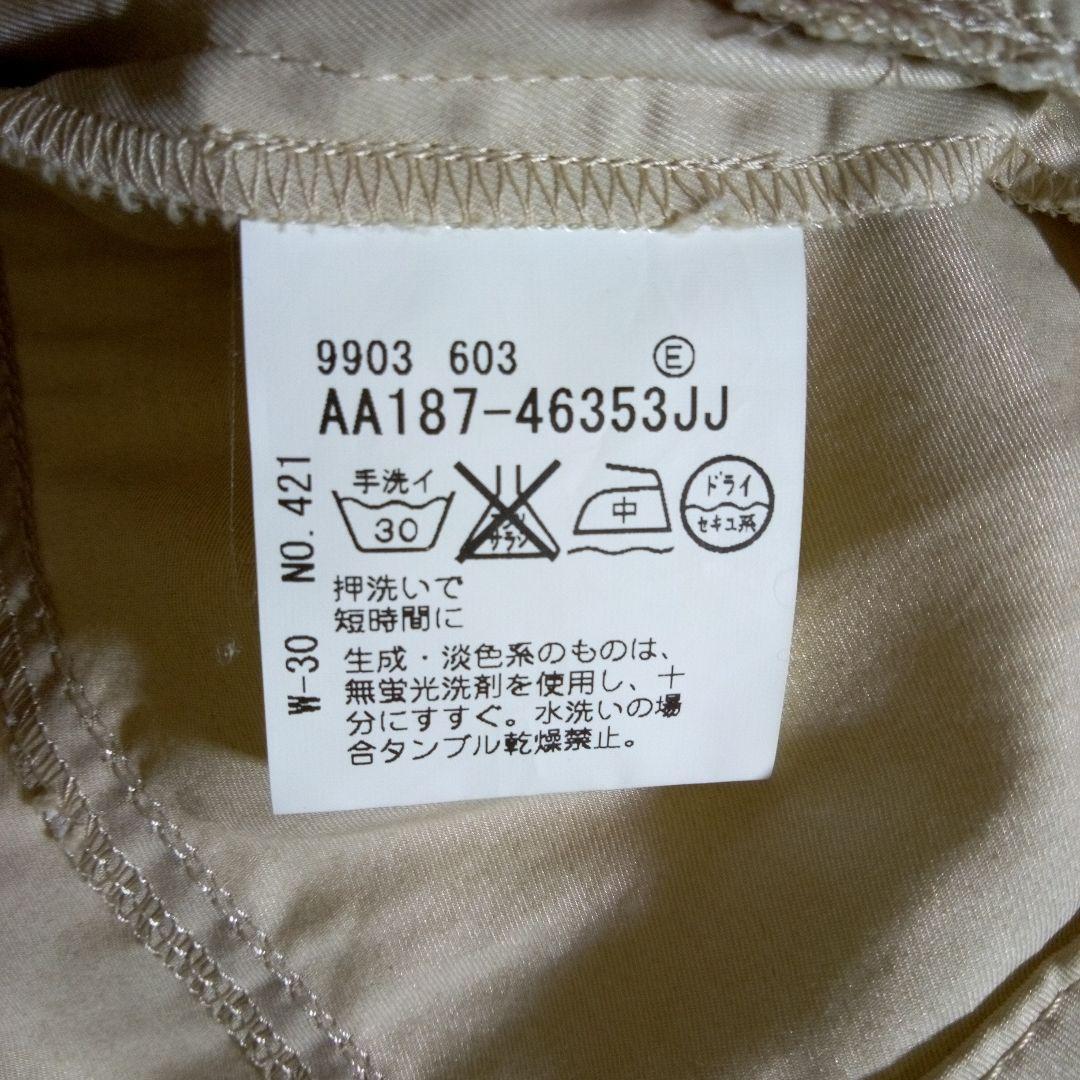 9903 603 Ⓔ
AA187-46353JJ
手洗イ
30
サラシ
中
ドライ
セキユ系
押洗いで
短時間に
生成・淡色系のものは、
無蛍光洗剤を使用し、十
分にすすぐ。水洗いの場
合タンブル乾燥禁止。
W-30 NO.421